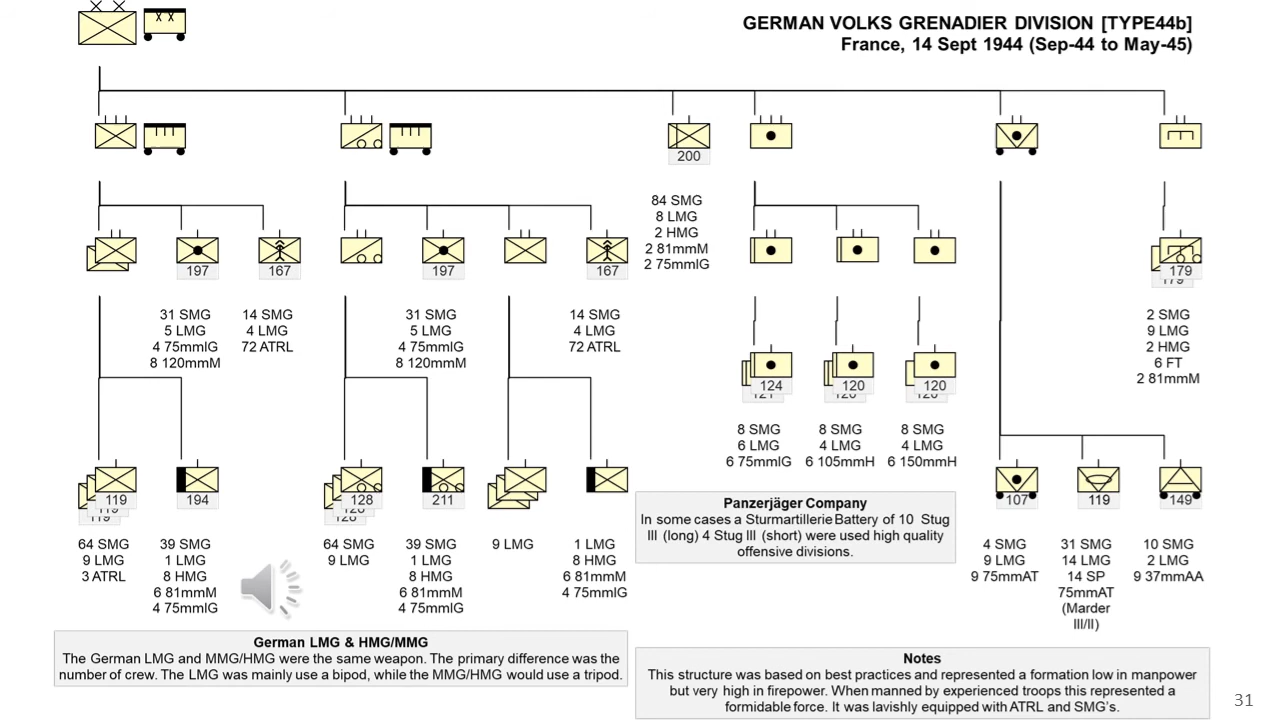 GERMAN VOLKS GRENADIER DIVISION [TYPE44b]
France, 14 Sept 1944 (Sep-44 to May-45)
200
84 SMG
8 LMG
2 HMG
2 81mmM
2 75mmIG
197
167
197
167
179
179
31 SMG
5 LMG
4 75mmIG
8 120mmM
14 SMG
4 LMG
72 ATRL
31 SMG
5 LMG
4 75mmIG
8 120mmM
14 SMG
4 LMG
72 ATRL
2 SMG
9 LMG
2 HMG
6 FT
2 81mmM
124
120
120
8 SMG
6 LMG
6 75mmIG
8 SMG
4 LMG
6 105mmH
8 SMG
4 LMG
6 150mmH
119
119
119
194
128
128
128
211
107
119
149
64 SMG
9 LMG
3 ATRL
39 SMG
1 LMG
8 HMG
6 81mmM
4 75mmIG
64 SMG
9 LMG
39 SMG
1 LMG
8 HMG
6 81mmM
4 75mmIG
9 LMG
1 LMG
8 HMG
6 81mmM
4 75mmIG
4 SMG
9 LMG
9 75mmAT
31 SMG
14 LMG
14 SP
75mmAT
(Marder
III/II)
10 SMG
2 LMG
9 37mmAA
Panzerjäger Company
In some cases a Sturmartillerie Battery of 10 Stug
III (long) 4 Stug III (short) were used high quality
offensive divisions.
German LMG & HMG/MMG
The German LMG and MMG/HMG were the same weapon. The primary difference was the
number of crew. The LMG was mainly use a bipod, while the MMG/HMG would use a tripod.
Notes
This structure was based on best practices and represented a formation low in manpower
but very high in firepower. When manned by experienced troops this represented a
formidable force. It was lavishly equipped with ATRL and SMG's.
31